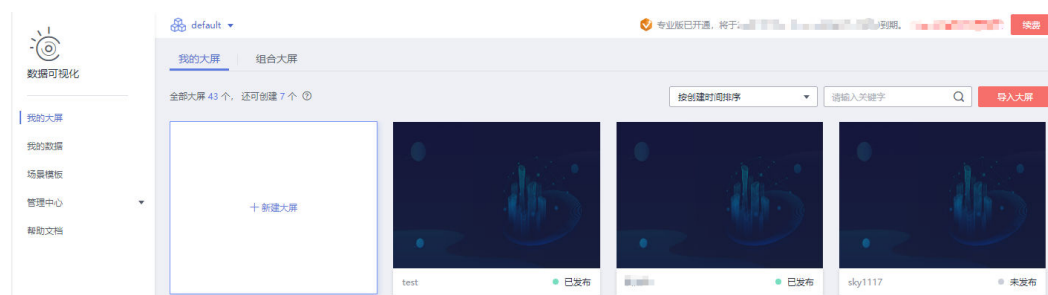 default
专业版已开通，将于
到期。
续费
数据可视化
我的大屏
组合大屏
全部大屏 43 个， 还可创建 7 个
按创建时间排序
请输入关键字
导入大屏
我的大屏
我的数据
场景模板
管理中心
帮助文档
+ 新建大屏
test
已发布
已发布
sky1117
未发布